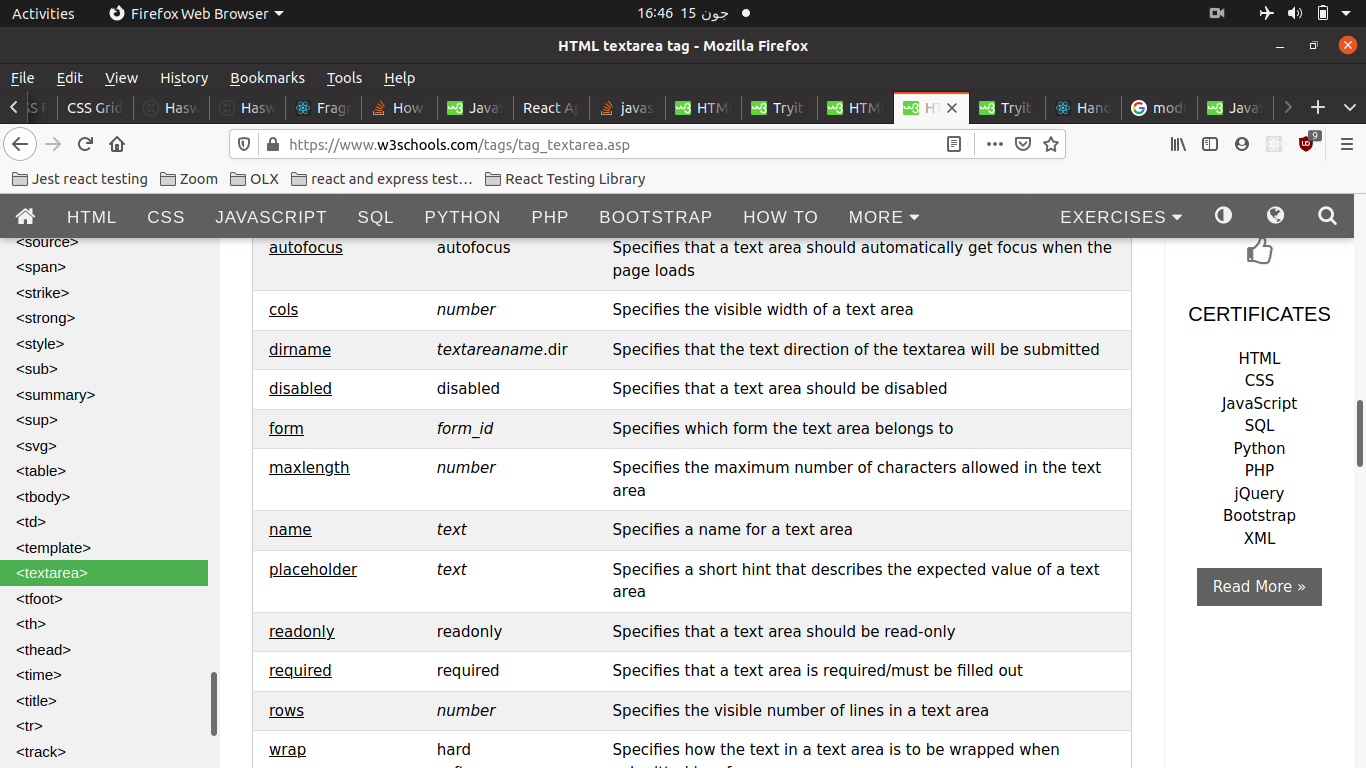 Activities
Firefox Web Browser
16:46 15 جون
HTML textarea tag - Mozilla Firefox
File Edit View History Bookmarks Tools Help
CSS Grid
Hasw
Hasw
Fragr
How
JavaS
React Ap
javas
HTM
Tryit
HTM
HT
Tryit
Hand
mod
JavaS
https://www.w3schools.com/tags/tag_textarea.asp
9
Jest react testing
Zoom
OLX
react and express test…
React Testing Library
HTML CSS JAVASCRIPT SQL PYTHON PHP BOOTSTRAP HOW TO MORE EXERCISES
<source>
<span>
<strike>
<strong>
<style>
<sub>
<summary>
<sup>
<svg>
<table>
<tbody>
<td>
<template>
<textarea>
<tfoot>
<th>
<thead>
<time>
<title>
<tr>
<track>
autofocus autofocus Specifies that a text area should automatically get focus when the
page loads
cols number Specifies the visible width of a text area
dirname textareaname.dir Specifies that the text direction of the textarea will be submitted
disabled disabled Specifies that a text area should be disabled
form form_id Specifies which form the text area belongs to
maxlength number Specifies the maximum number of characters allowed in the text
area
name text Specifies a name for a text area
placeholder text Specifies a short hint that describes the expected value of a text
area
readonly readonly Specifies that a text area should be read-only
required required Specifies that a text area is required/must be filled out
rows number Specifies the visible number of lines in a text area
wrap hard Specifies how the text in a text area is to be wrapped when
CERTIFICATES
HTML
CSS
JavaScript
SQL
Python
PHP
jQuery
Bootstrap
XML
Read More »